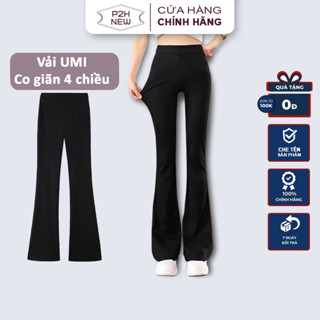 P2H
NEW
CỬA HÀNG
CHÍNH HÃNG
Vải UMI
Co giãn 4 chiều
QUÀ TẶNG
ĐƠN TỪ
100K
0Đ
CHE TÊN
SẢN PHẨM
100%
CHÍNH HÃNG
7 NGÀY
ĐỔI TRẢ